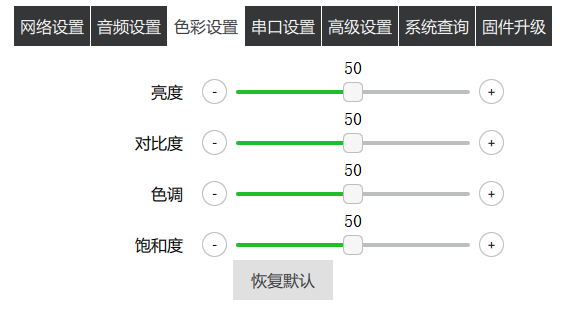 网络设置 音频设置 色彩设置 串口设置 高级设置 系统查询 固件升级
50
亮度 - +
50
对比度 - +
50
色调 - +
50
饱和度 - +
恢复默认